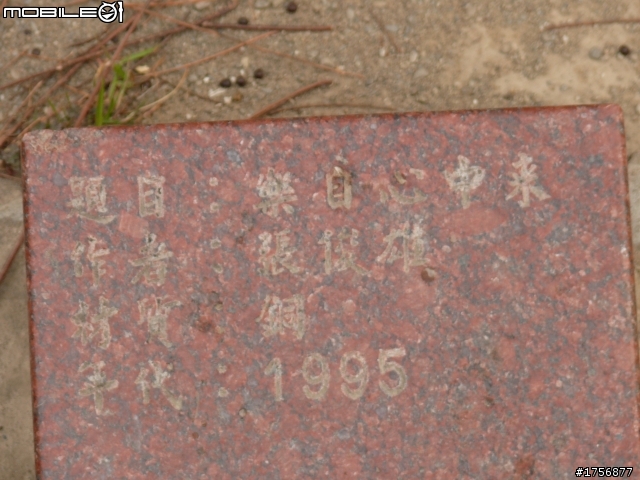 MOBILE01
題目：樂自心中來
作者：張俊雄
材質：銅
年代：1995
#1756877